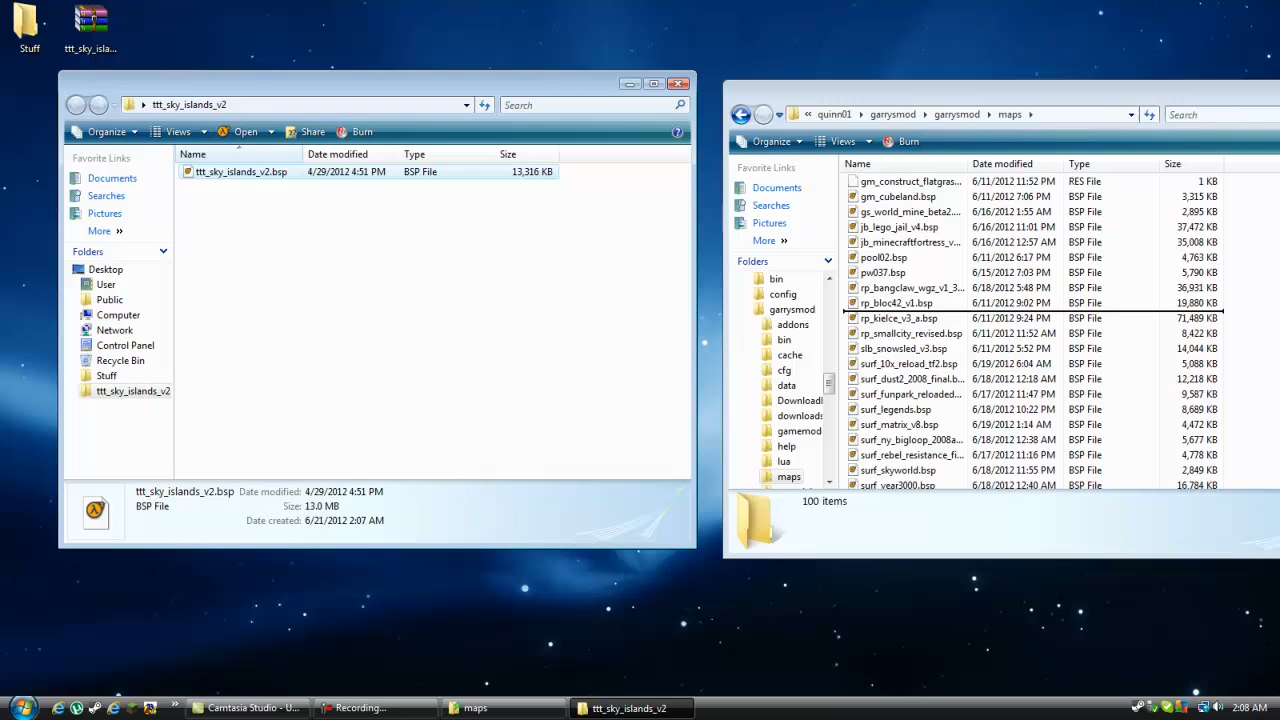 Stuff
ttt_sky_isla...
ttt_sky_islands_v2
Search
Organize
Views
Open
Share
Burn
Favorite Links
Documents
Searches
Pictures
More »
Folders
Desktop
User
Public
Computer
Network
Control Panel
Recycle Bin
Stuff
ttt_sky_islands_v2
Name Date modified Type Size
ttt_sky_islands_v2.bsp 4/29/2012 4:51 PM BSP File 13,316 KB
ttt_sky_islands_v2.bsp Date modified: 4/29/2012 4:51 PM
BSP File Size: 13.0 MB
Date created: 6/21/2012 2:07 AM
« quinn01 garrysmod garrysmod maps
Search
Organize
Views
Burn
Favorite Links
Documents
Searches
Pictures
More »
Folders
bin
config
garrysmod
addons
bin
cache
cfg
data
Downloadl
downloads
gamemod
help
lua
maps
Name Date modified Type Size
gm_construct_flatgras... 6/11/2012 11:52 PM RES File 1 KB
gm_cubeland.bsp 6/11/2012 7:06 PM BSP File 3,315 KB
gs_world_mine_beta2.... 6/16/2012 1:55 AM BSP File 2,895 KB
jb_lego_jail_v4.bsp 6/16/2012 11:01 PM BSP File 37,472 KB
jb_minecraftfortress_v... 6/16/2012 12:57 AM BSP File 35,008 KB
pool02.bsp 6/11/2012 6:17 PM BSP File 4,763 KB
pw037.bsp 6/15/2012 7:03 PM BSP File 5,790 KB
rp_bangclaw_wgz_v1_3... 6/18/2012 5:48 PM BSP File 36,931 KB
rp_bloc42_v1.bsp 6/11/2012 9:02 PM BSP File 19,880 KB
rp_kielce_v3_a.bsp 6/11/2012 9:24 PM BSP File 71,489 KB
rp_smallcity_revised.bsp 6/11/2012 11:52 AM BSP File 8,422 KB
slb_snowsled_v3.bsp 6/11/2012 5:52 PM BSP File 14,044 KB
surf_10x_reload_tf2.bsp 6/19/2012 6:04 AM BSP File 5,088 KB
surf_dust2_2008_final.b... 6/18/2012 12:18 AM BSP File 12,218 KB
surf_funpark_reloaded... 6/17/2012 11:47 PM BSP File 9,587 KB
surf_legends.bsp 6/18/2012 10:22 PM BSP File 8,689 KB
surf_matrix_v8.bsp 6/19/2012 1:14 AM BSP File 4,472 KB
surf_ny_bigloop_2008a... 6/18/2012 12:38 AM BSP File 5,677 KB
surf_rebel_resistance_fi... 6/17/2012 11:16 PM BSP File 4,778 KB
surf_skyworld.bsp 6/18/2012 11:55 PM BSP File 2,849 KB
surf_year3000.bsp 6/18/2012 12:40 AM BSP File 16,784 KB
100 items
»
Camtasia Studio - U...
Recording...
maps
ttt_sky_islands_v2
2:08 AM